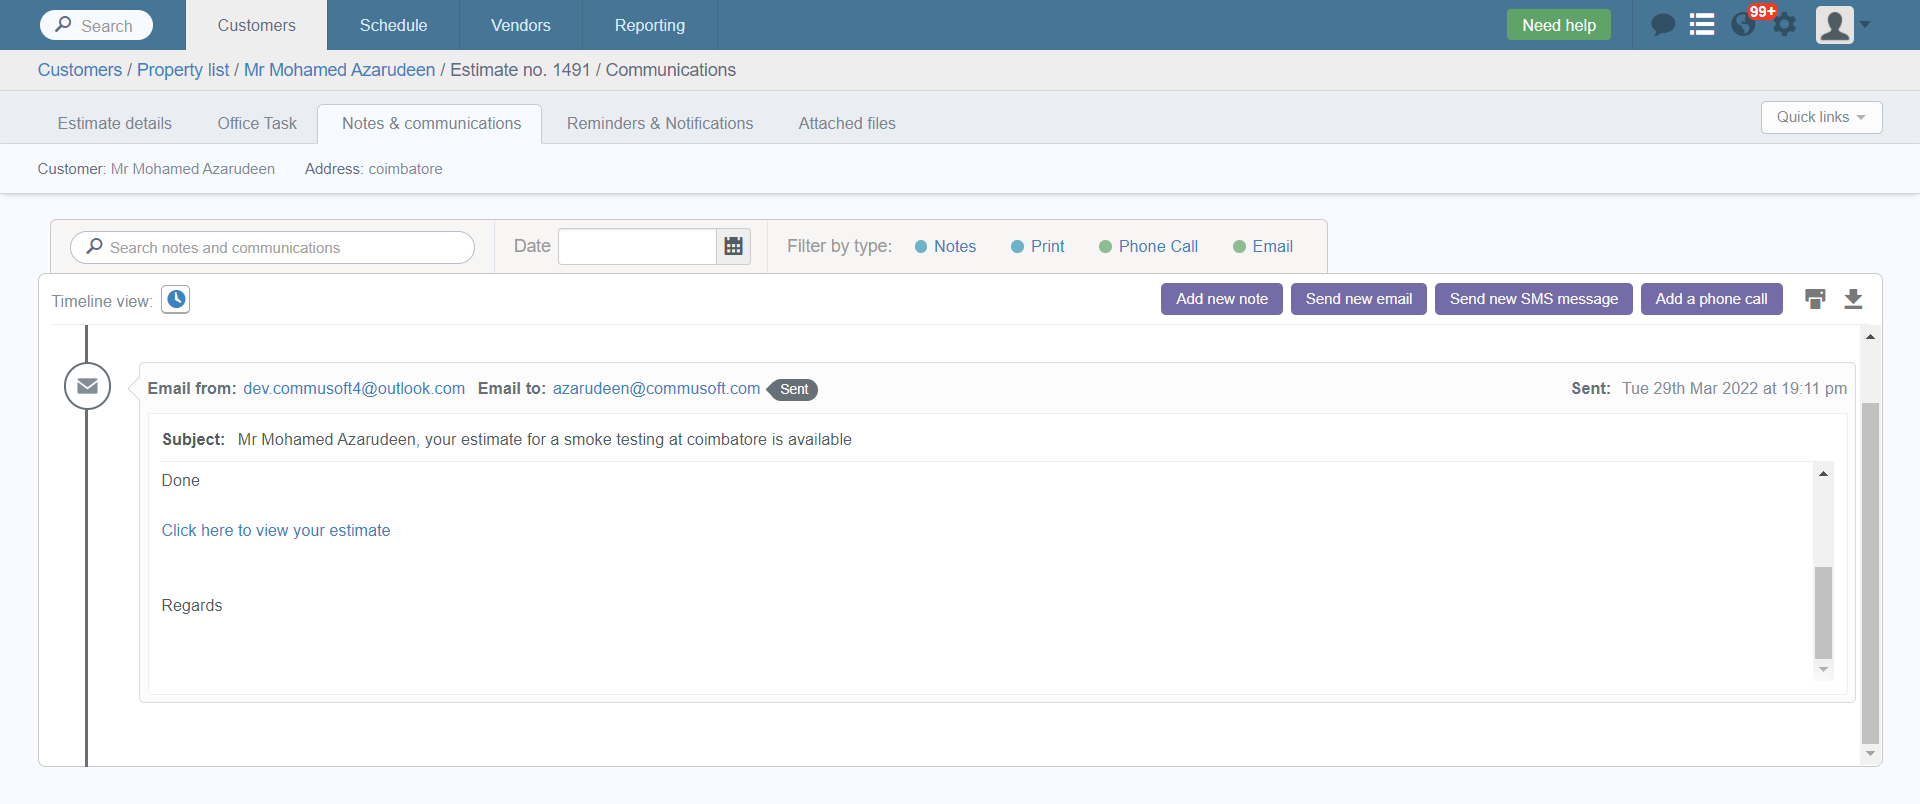 Search Customers Schedule Vendors Reporting Need help 99+
Customers / Property list / Mr Mohamed Azarudeen / Estimate no. 1491 / Communications
Estimate details Office Task Notes & communications Reminders & Notifications Attached files Quick links
Customer: Mr Mohamed Azarudeen Address: coimbatore
Search notes and communications Date Filter by type: Notes Print Phone Call Email
Timeline view: Add new note Send new email Send new SMS message Add a phone call
Email from: dev.commusoft4@outlook.com Email to: azarudeen@commusoft.com Sent Sent: Tue 29th Mar 2022 at 19:11 pm
Subject: Mr Mohamed Azarudeen, your estimate for a smoke testing at coimbatore is available
Done
Click here to view your estimate
Regards